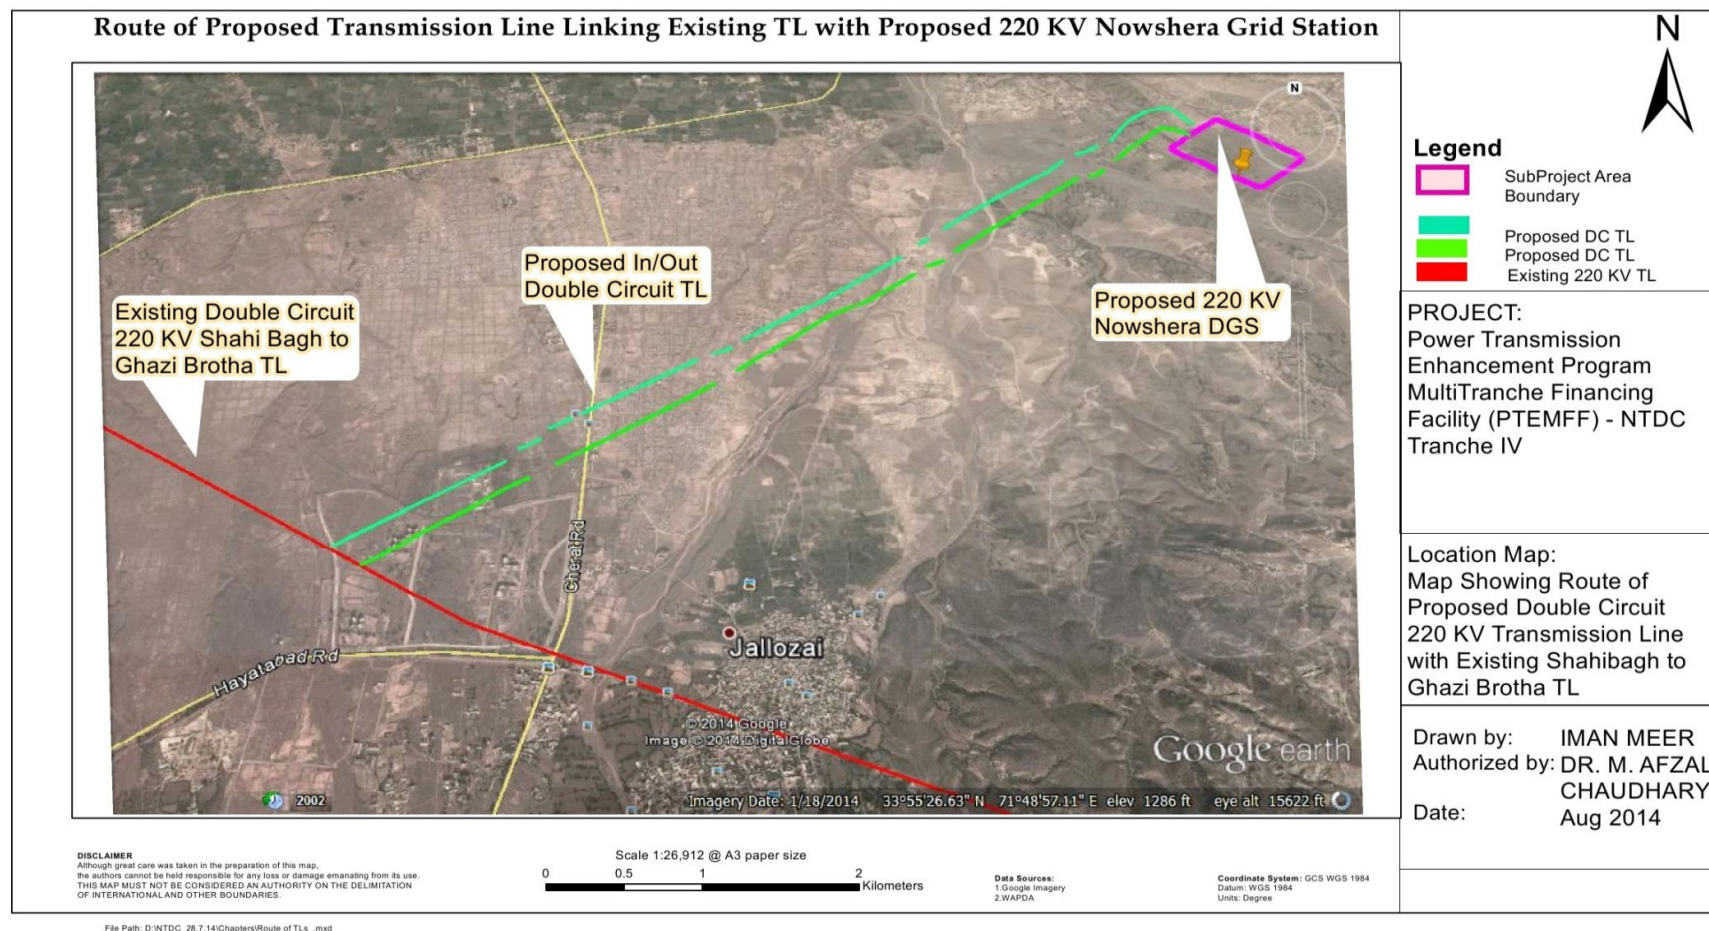 Route of Proposed Transmission Line Linking Existing TL with Proposed 220 KV Nowshera Grid Station
N
N
Existing Double Circuit
220 KV Shahi Bagh to
Ghazi Brotha TL
Proposed In/Out
Double Circuit TL
Proposed 220 KV
Nowshera DGS
Cherat Rd
Hayatabad Rd
Jallozai
© 2014 Google
Image © 2014 DigitalGlobe
Google earth
2002
Imagery Date: 1/18/2014 33°55'26.63" N 71°48'57.11" E elev 1286 ft eye alt 15622 ft
Legend
SubProject Area
Boundary
Proposed DC TL
Proposed DC TL
Existing 220 KV TL
PROJECT:
Power Transmission
Enhancement Program
MultiTranche Financing
Facility (PTEMFF) - NTDC
Tranche IV
Location Map:
Map Showing Route of
Proposed Double Circuit
220 KV Transmission Line
with Existing Shahibagh to
Ghazi Brotha TL
Drawn by: IMAN MEER
Authorized by: DR. M. AFZAL
CHAUDHARY
Date: Aug 2014
DISCLAIMER
Although great care was taken in the preparation of this map,
the authors cannot be held responsible for any loss or damage emanating from its use.
THIS MAP MUST NOT BE CONSIDERED AN AUTHORITY ON THE DELIMITATION
OF INTERNATIONAL AND OTHER BOUNDARIES.
Scale 1:26,912 @ A3 paper size
0 0.5 1 2
Kilometers
Data Sources:
1.Google Imagery
2.WAPDA
Coordinate System: GCS WGS 1984
Datum: WGS 1984
Units: Degree
File Path: D:\NTDC_28.7.14\Chapters\Route of TLs_.mxd